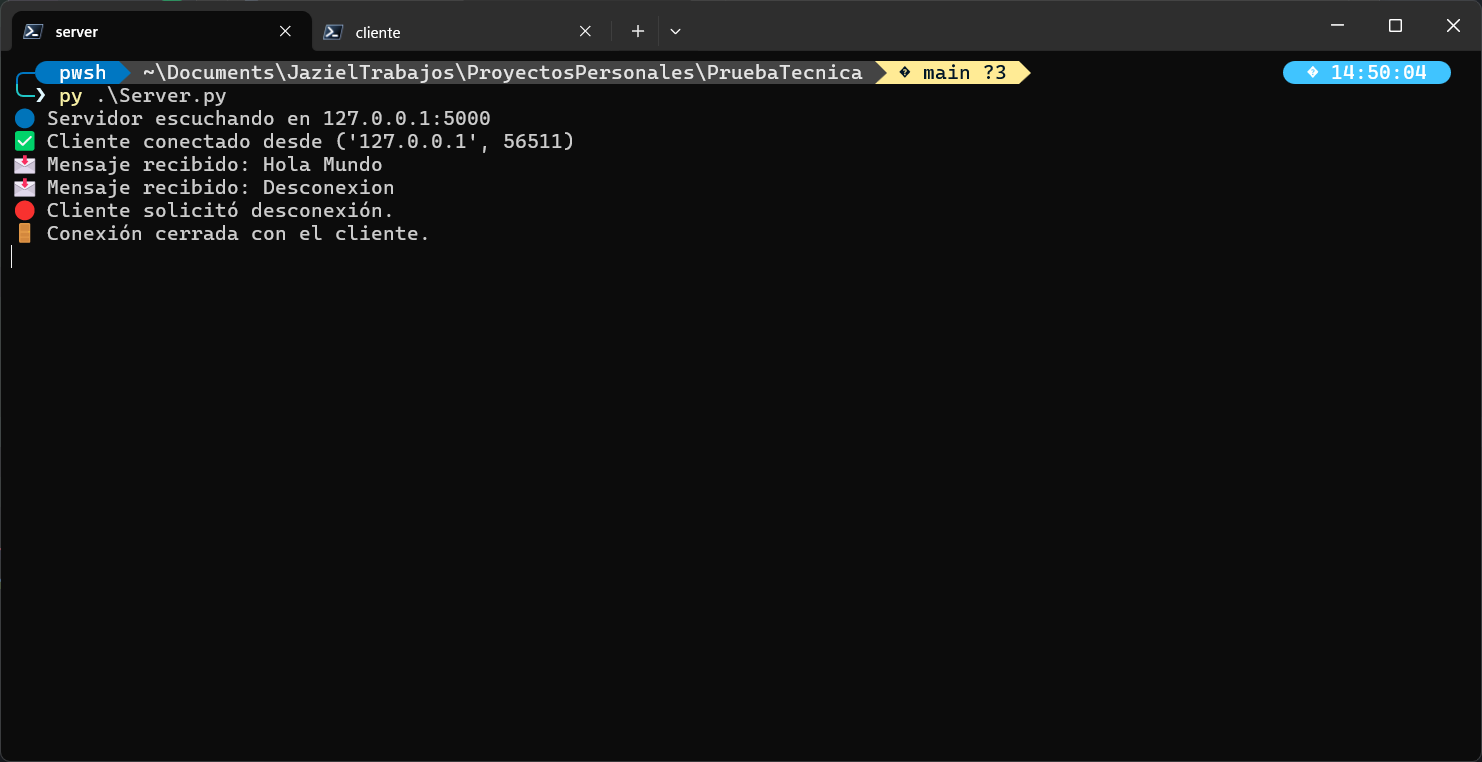 server
cliente
pwsh ~\Documents\JazielTrabajos\ProyectosPersonales\PruebaTecnica � main ?3 � 14:50:04
❯ py .\Server.py
🔵 Servidor escuchando en 127.0.0.1:5000
✅ Cliente conectado desde ('127.0.0.1', 56511)
📩 Mensaje recibido: Hola Mundo
📩 Mensaje recibido: Desconexion
🔴 Cliente solicitó desconexión.
🚪 Conexión cerrada con el cliente.